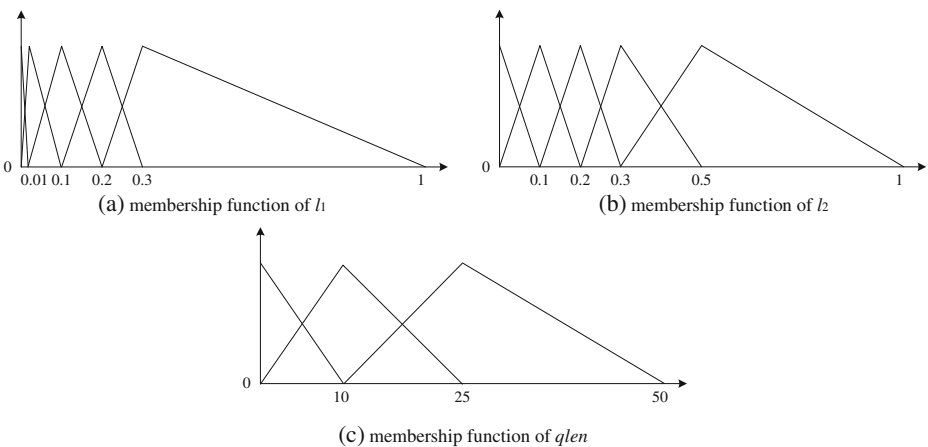 0
0.01 0.1 0.2 0.3 1
(a) membership function of l1
0
0.1 0.2 0.3 0.5 1
(b) membership function of l2
0
10 25 50
(c) membership function of qlen